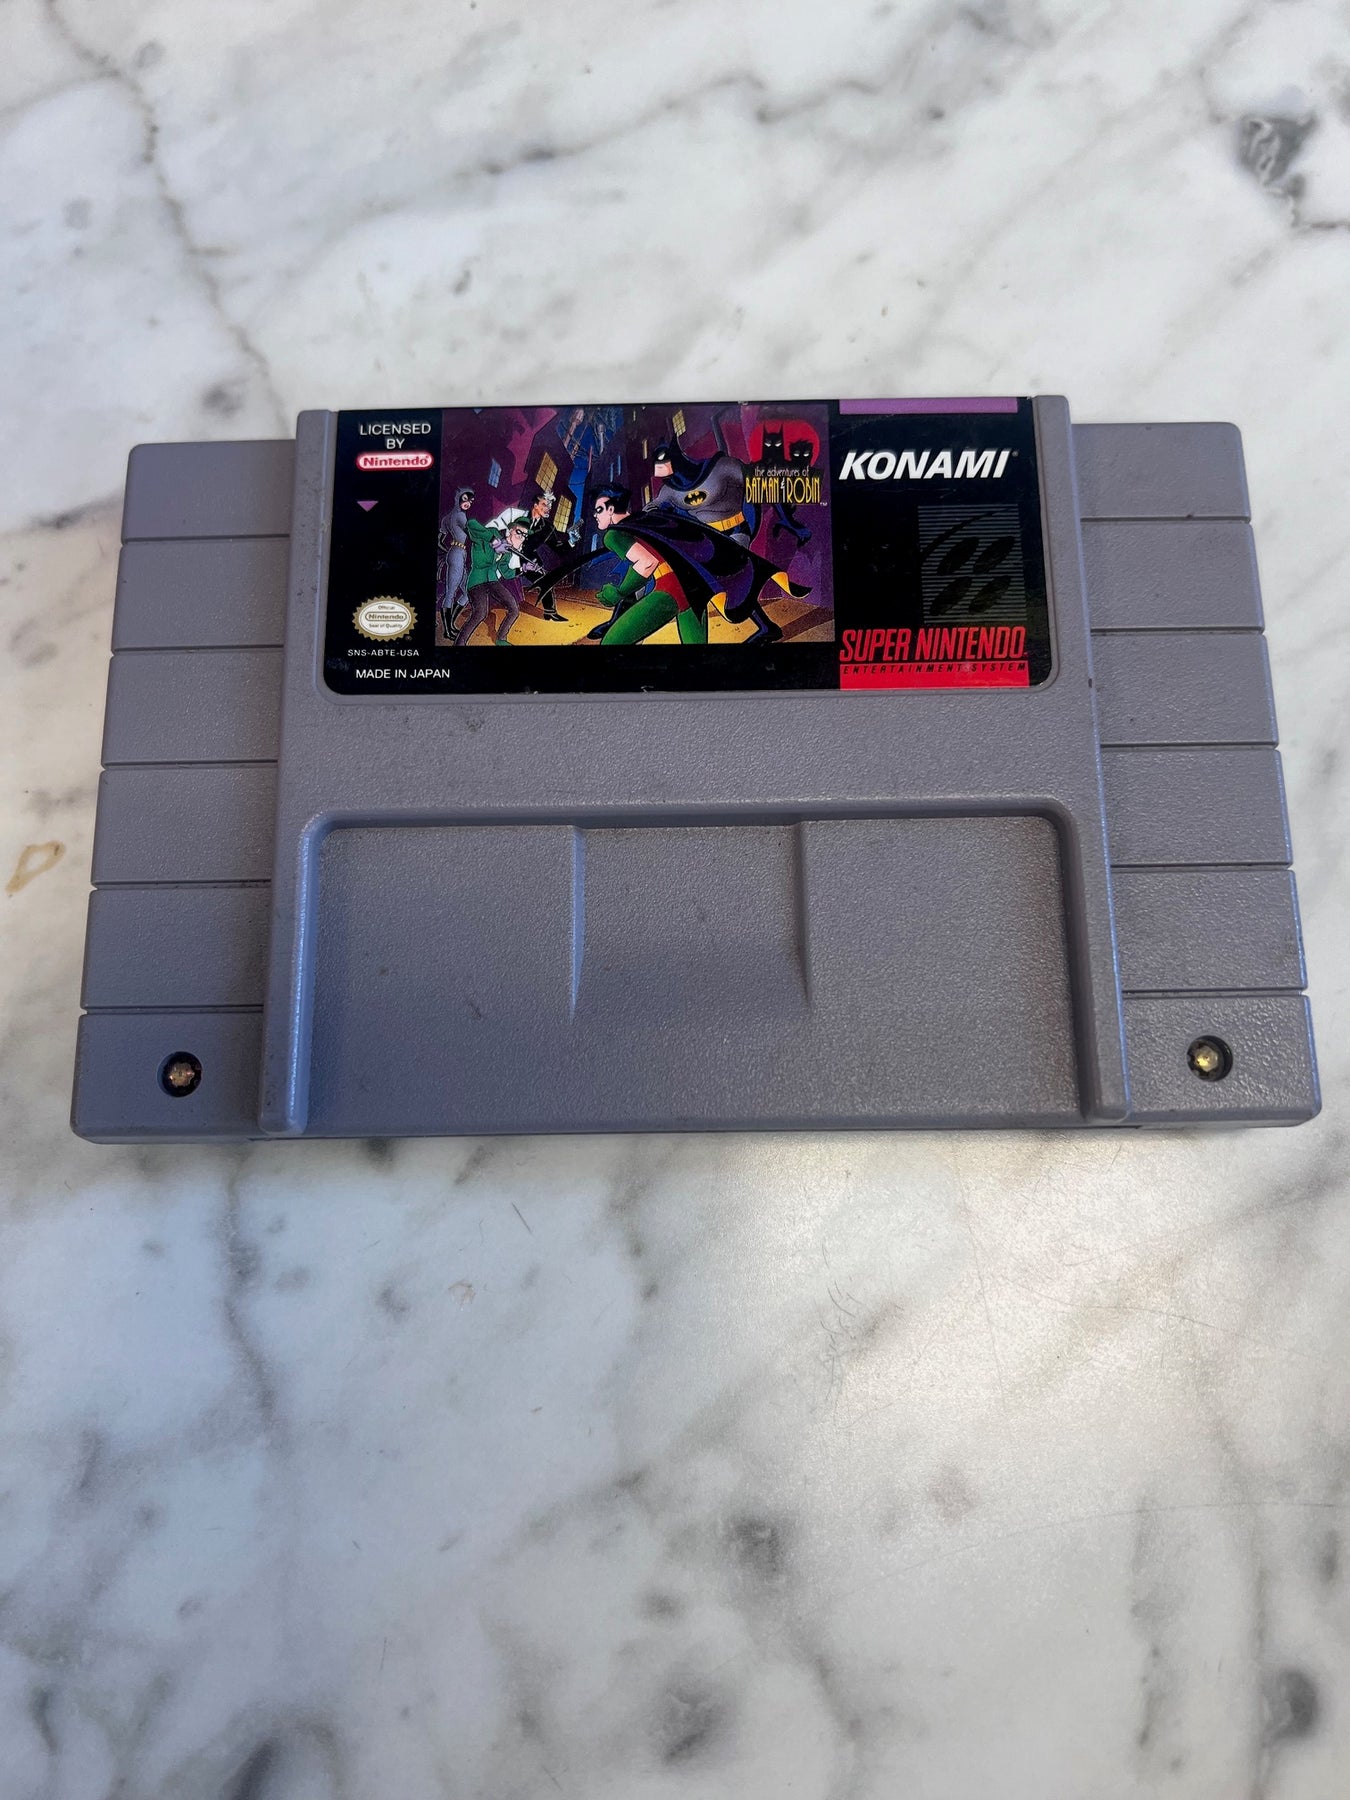 LICENSED
BY
Nintendo
the adventures of
BATMAN & ROBIN
TM
KONAMI®
Official
Nintendo
Seal of Quality
SNS-ABTE-USA
MADE IN JAPAN
SUPER NINTENDO
ENTERTAINMENT SYSTEM